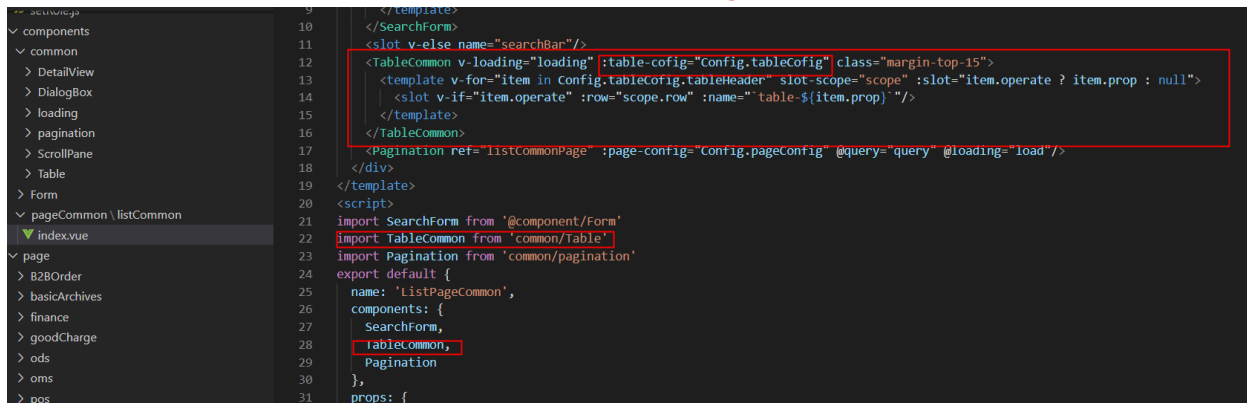 setRole.js
components
common
DetailView
DialogBox
loading
pagination
ScrollPane
Table
Form
pageCommon \ listCommon
index.vue
page
B2BOrder
basicArchives
finance
goodCharge
ods
oms
pos
9 </template>
10 </SearchForm>
11 <slot v-else name="searchBar"/>
12 <TableCommon v-loading="loading" :table-cofig="Config.tableCofig" class="margin-top-15">
13 <template v-for="item in Config.tableCofig.tableHeader" slot-scope="scope" :slot="item.operate ? item.prop : null">
14 <slot v-if="item.operate" :row="scope.row" :name="`table-${item.prop}`"/>
15 </template>
16 </TableCommon>
17 <Pagination ref="listCommonPage" :page-config="Config.pageConfig" @query="query" @loading="load"/>
18 </div>
19 </template>
20 <script>
21 import SearchForm from '@component/Form'
22 import TableCommon from 'common/Table'
23 import Pagination from 'common/pagination'
24 export default {
25 name: 'ListPageCommon',
26 components: {
27 SearchForm,
28 TableCommon,
29 Pagination
30 },
31 props: {